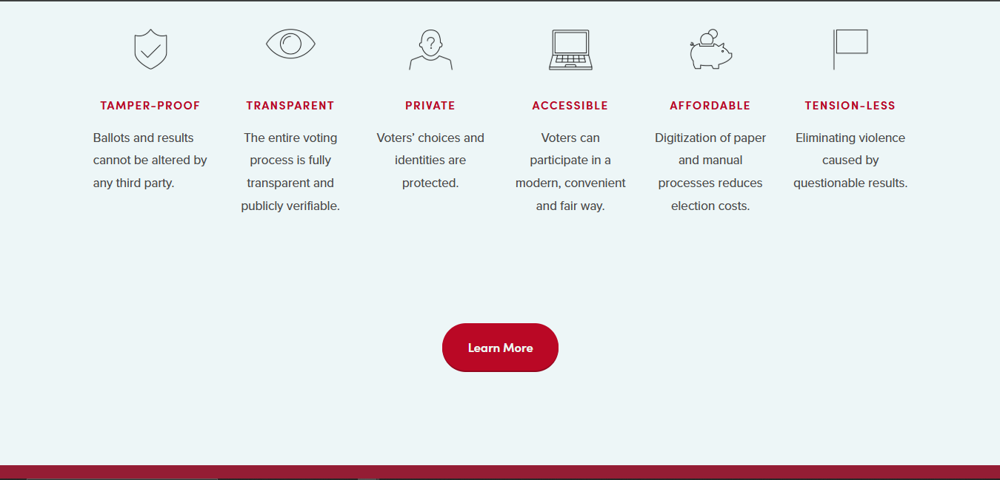 TAMPER-PROOF
Ballots and results
cannot be altered by
any third party.
TRANSPARENT
The entire voting
process is fully
transparent and
publicly verifiable.
?
PRIVATE
Voters’ choices and
identities are
protected.
ACCESSIBLE
Voters can
participate in a
modern, convenient
and fair way.
AFFORDABLE
Digitization of paper
and manual
processes reduces
election costs.
TENSION-LESS
Eliminating violence
caused by
questionable results.
Learn More